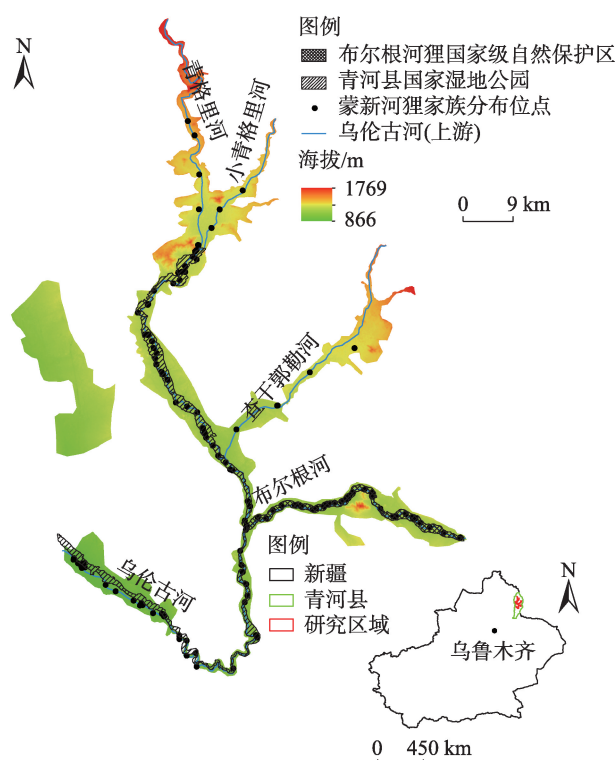 N
图例
布尔根河狸国家级自然保护区
青河县国家湿地公园
蒙新河狸家族分布位点
乌伦古河(上游)
海拔/m
1769
866
0 9 km
青格里河
小青格里河
查干郭勒河
布尔根河
乌伦古河
图例
新疆
青河县
研究区域
N
乌鲁木齐
0 450 km